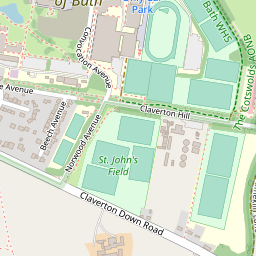 of Bath
Park
Convocation Avenue
Bath WHS
The Cotswolds AONB
Avenue
Beech Avenue
Norwood Avenue
Claverton Hill
St. John's
Field
Claverton Down Road